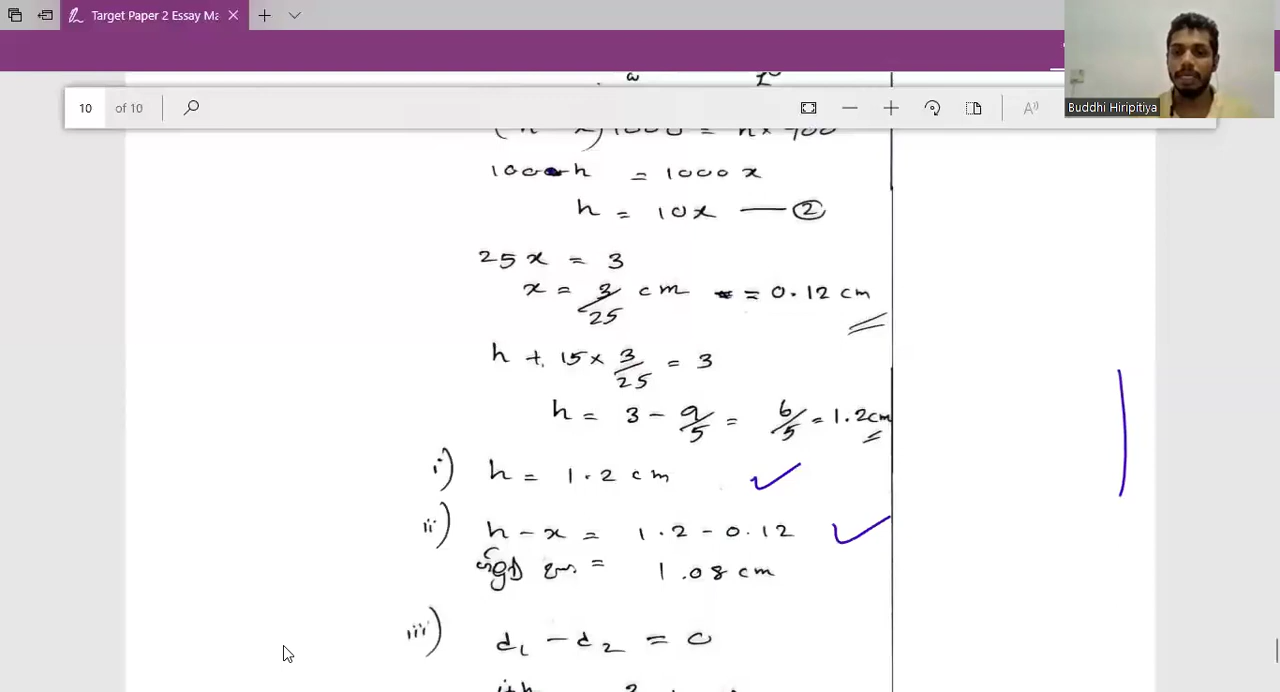 Target Paper 2 Essay Ma
10 of 10
Buddhi Hiripitiya
100 h = 1000 x
h = 10x — ②
25 x = 3
x = 3/25 cm = 0.12 cm
h + 15 × 3/25 = 3
h = 3 - 9/5 = 6/5 = 1.2cm
i) h = 1.2 cm
ii) h - x = 1.2 - 0.12
= 1.08 cm
iii) d1 - d2 = 0